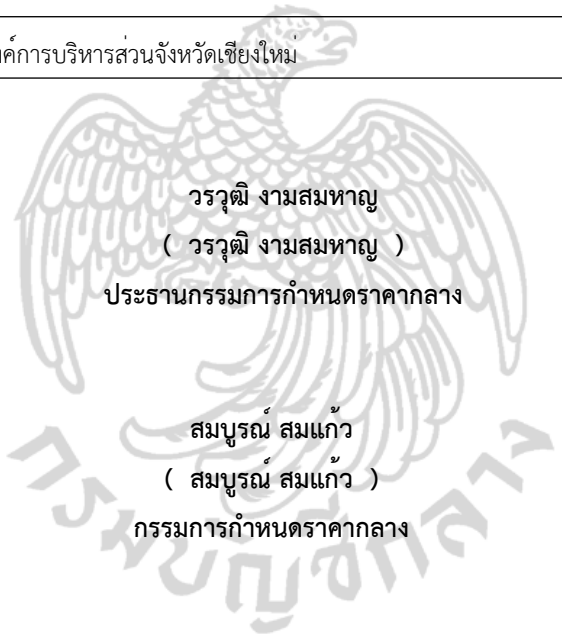 การบริหารส่วนจังหวัดเชียงใหม่
วรวุฒิ งามสมหาญ
( วรวุฒิ งามสมหาญ )
ประธานกรรมการกำหนดราคากลาง
สมบูรณ์ สมแก้ว
( สมบูรณ์ สมแก้ว )
กรรมการกำหนดราคากลาง
กรมบัญชีกลาง